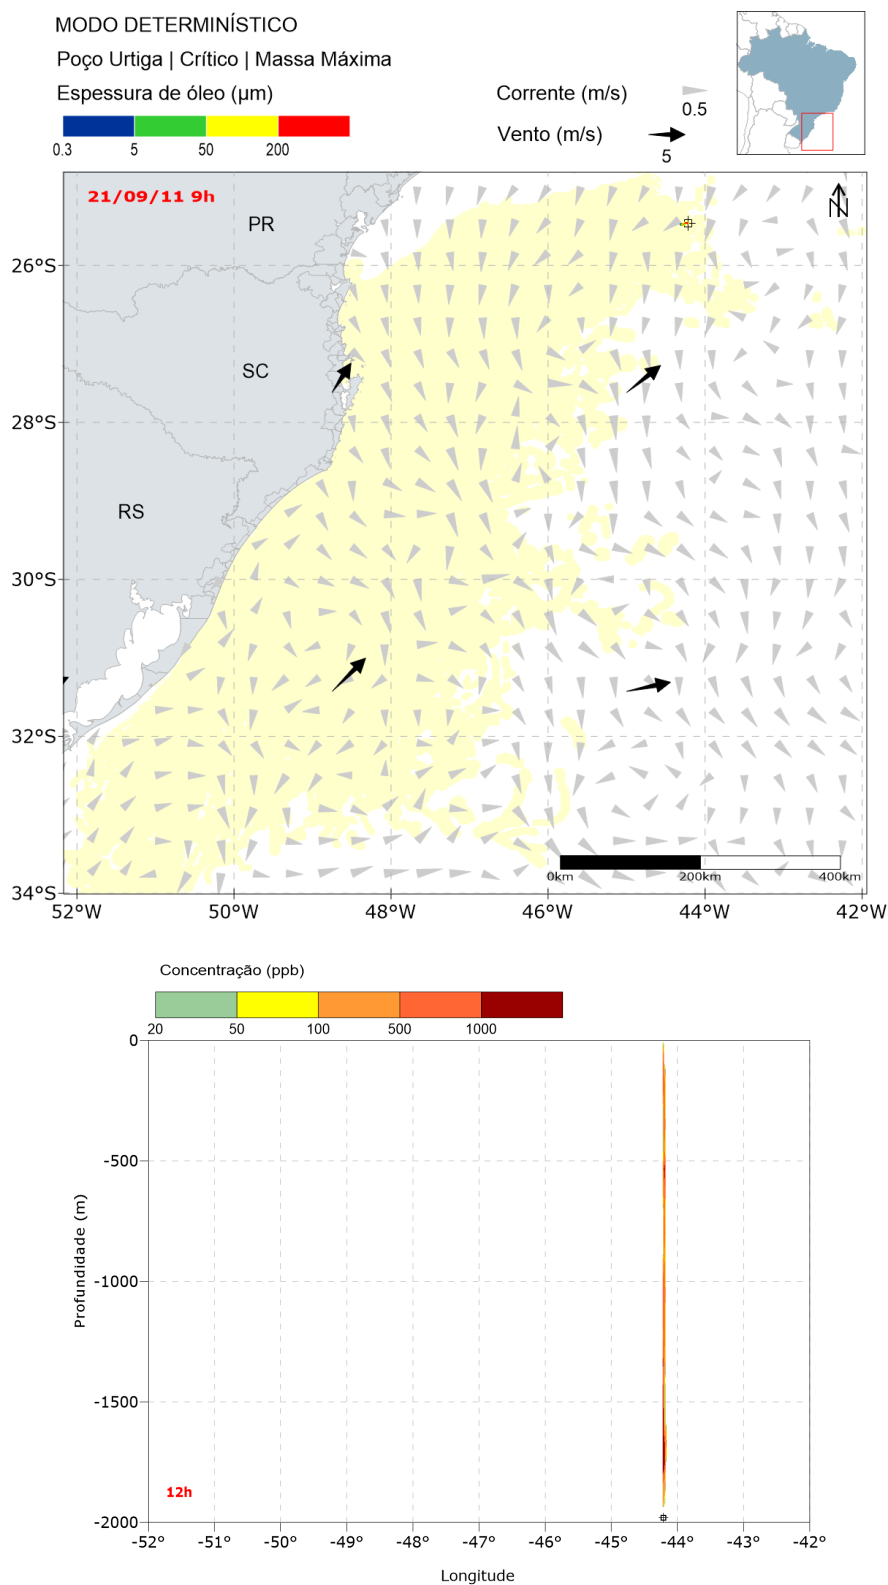 MODO DETERMINÍSTICO
Poço Urtiga | Crítico | Massa Máxima
Espessura de óleo (µm)
0.3 5 50 200
Corrente (m/s)
0.5
Vento (m/s)
5
21/09/11 9h
N
PR
SC
RS
26°S
28°S
30°S
32°S
34°S
0km 200km 400km
52°W 50°W 48°W 46°W 44°W 42°W
Concentração (ppb)
20 50 100 500 1000
0
-500
-1000
-1500
-2000
Profundidade (m)
12h
-52° -51° -50° -49° -48° -47° -46° -45° -44° -43° -42°
Longitude